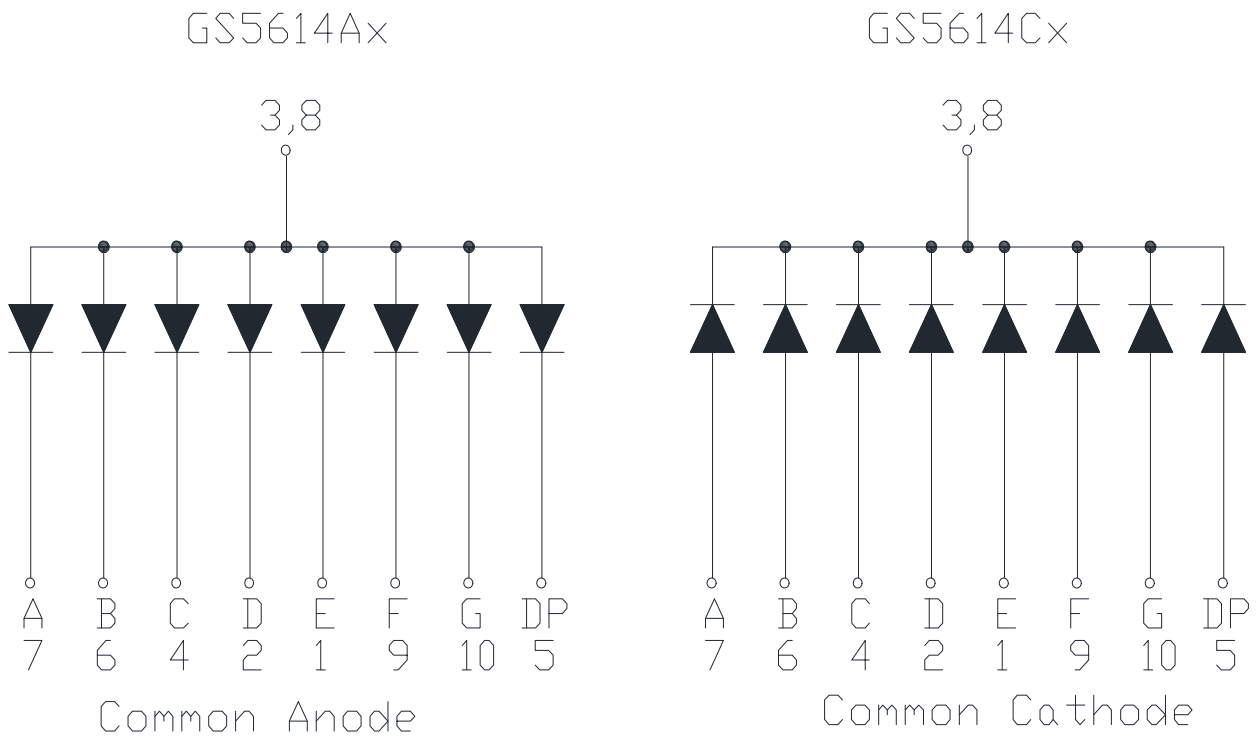 GS5614Ax
3,8
A B C D E F G DP
7 6 4 2 1 9 10 5
Common Anode
GS5614Cx
3,8
A B C D E F G DP
7 6 4 2 1 9 10 5
Common Cathode